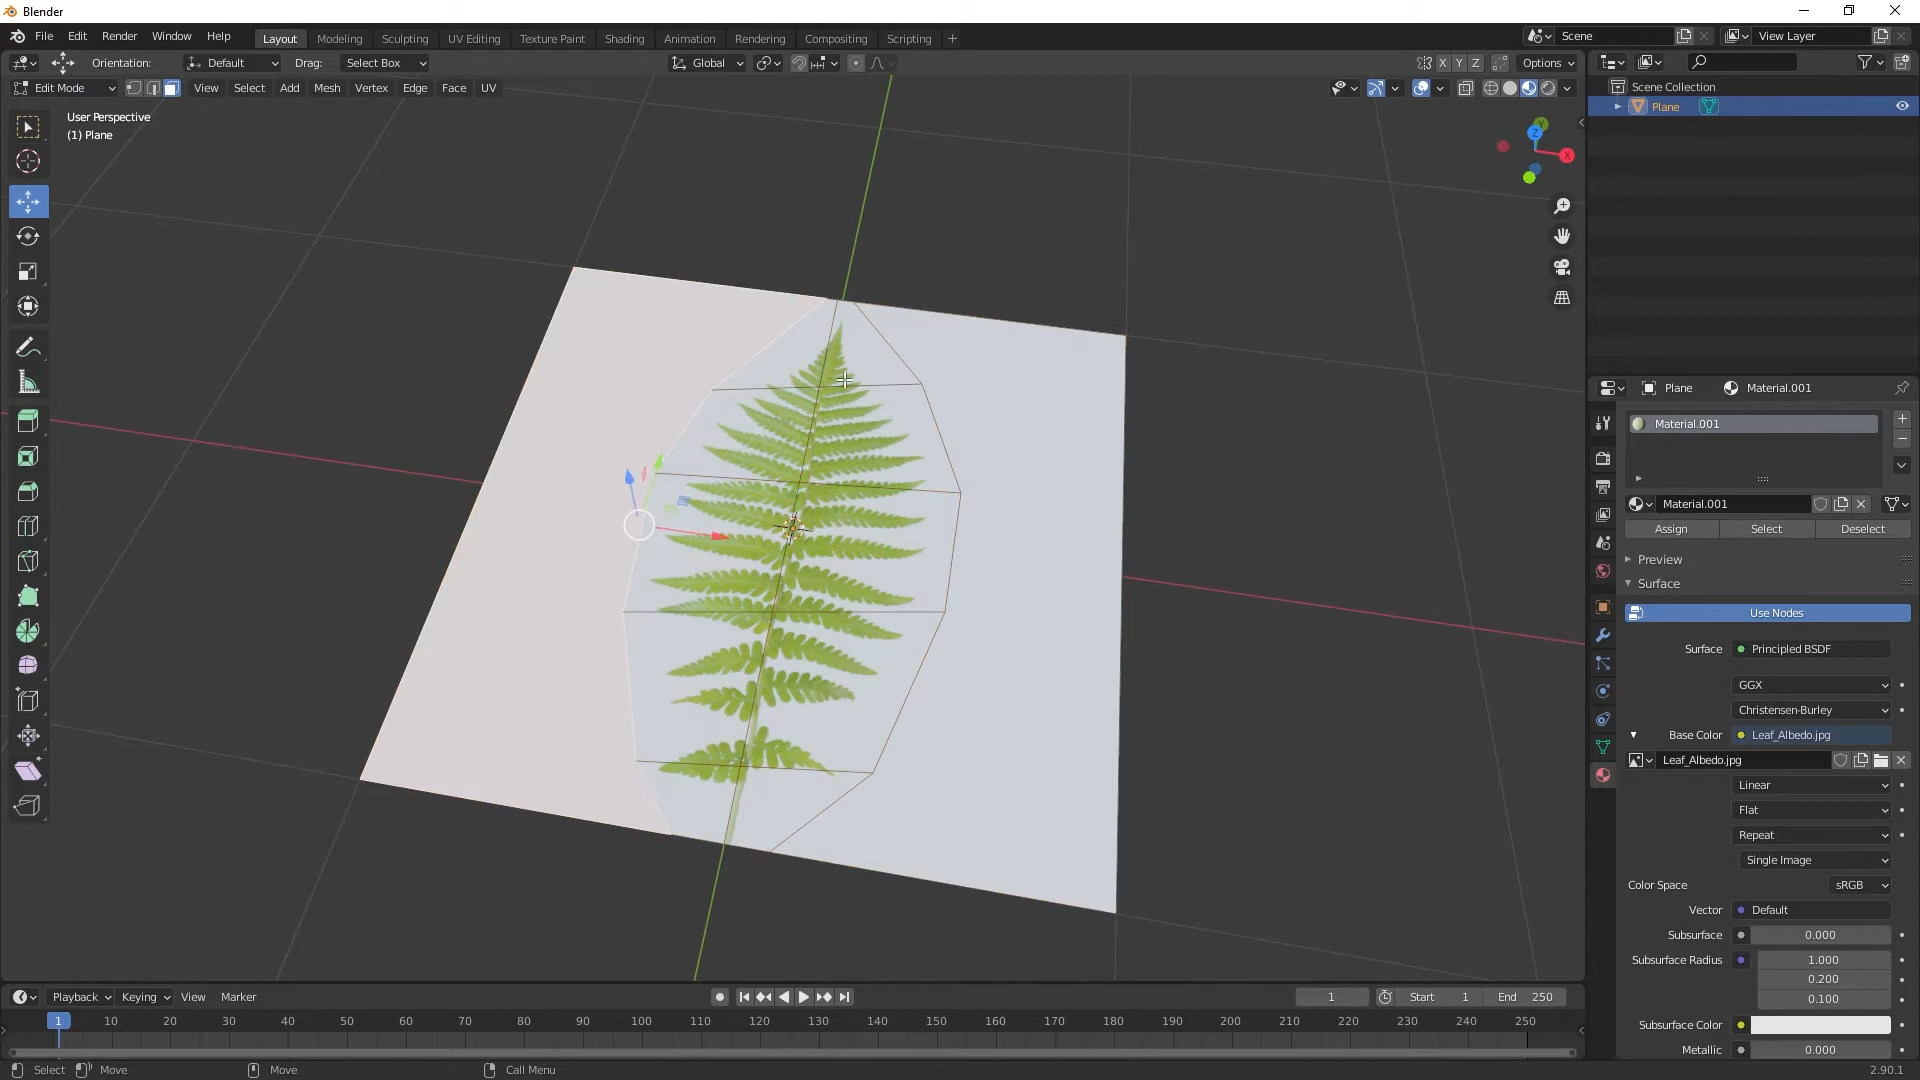 Blender
File Edit Render Window Help
Layout Modeling Sculpting UV Editing Texture Paint Shading Animation Rendering Compositing Scripting +
Scene
View Layer
Orientation: Default Drag: Select Box
Global
X Y Z Options
Edit Mode View Select Add Mesh Vertex Edge Face UV
User Perspective
(1) Plane
Z
Y
X
Scene Collection
Plane
Plane Material.001
Material.001
Material.001
Assign Select Deselect
Preview
Surface
Use Nodes
Surface Principled BSDF
GGX
Christensen-Burley
Base Color Leaf_Albedo.jpg
Leaf_Albedo.jpg
Linear
Flat
Repeat
Single Image
Color Space sRGB
Vector Default
Subsurface 0.000
Subsurface Radius 1.000
0.200
0.100
Subsurface Color
Metallic 0.000
Playback Keying View Marker
1 Start 1 End 250
1 10 20 30 40 50 60 70 80 90 100 110 120 130 140 150 160 170 180 190 200 210 220 230 240 250
Select Move Move Call Menu 2.90.1